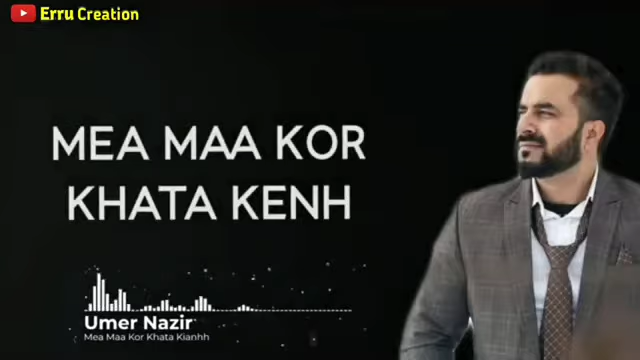 Erru Creation
MEA MAA KOR
KHATA KENH
Umer Nazir
Mea Maa Kor Khata Kianhh